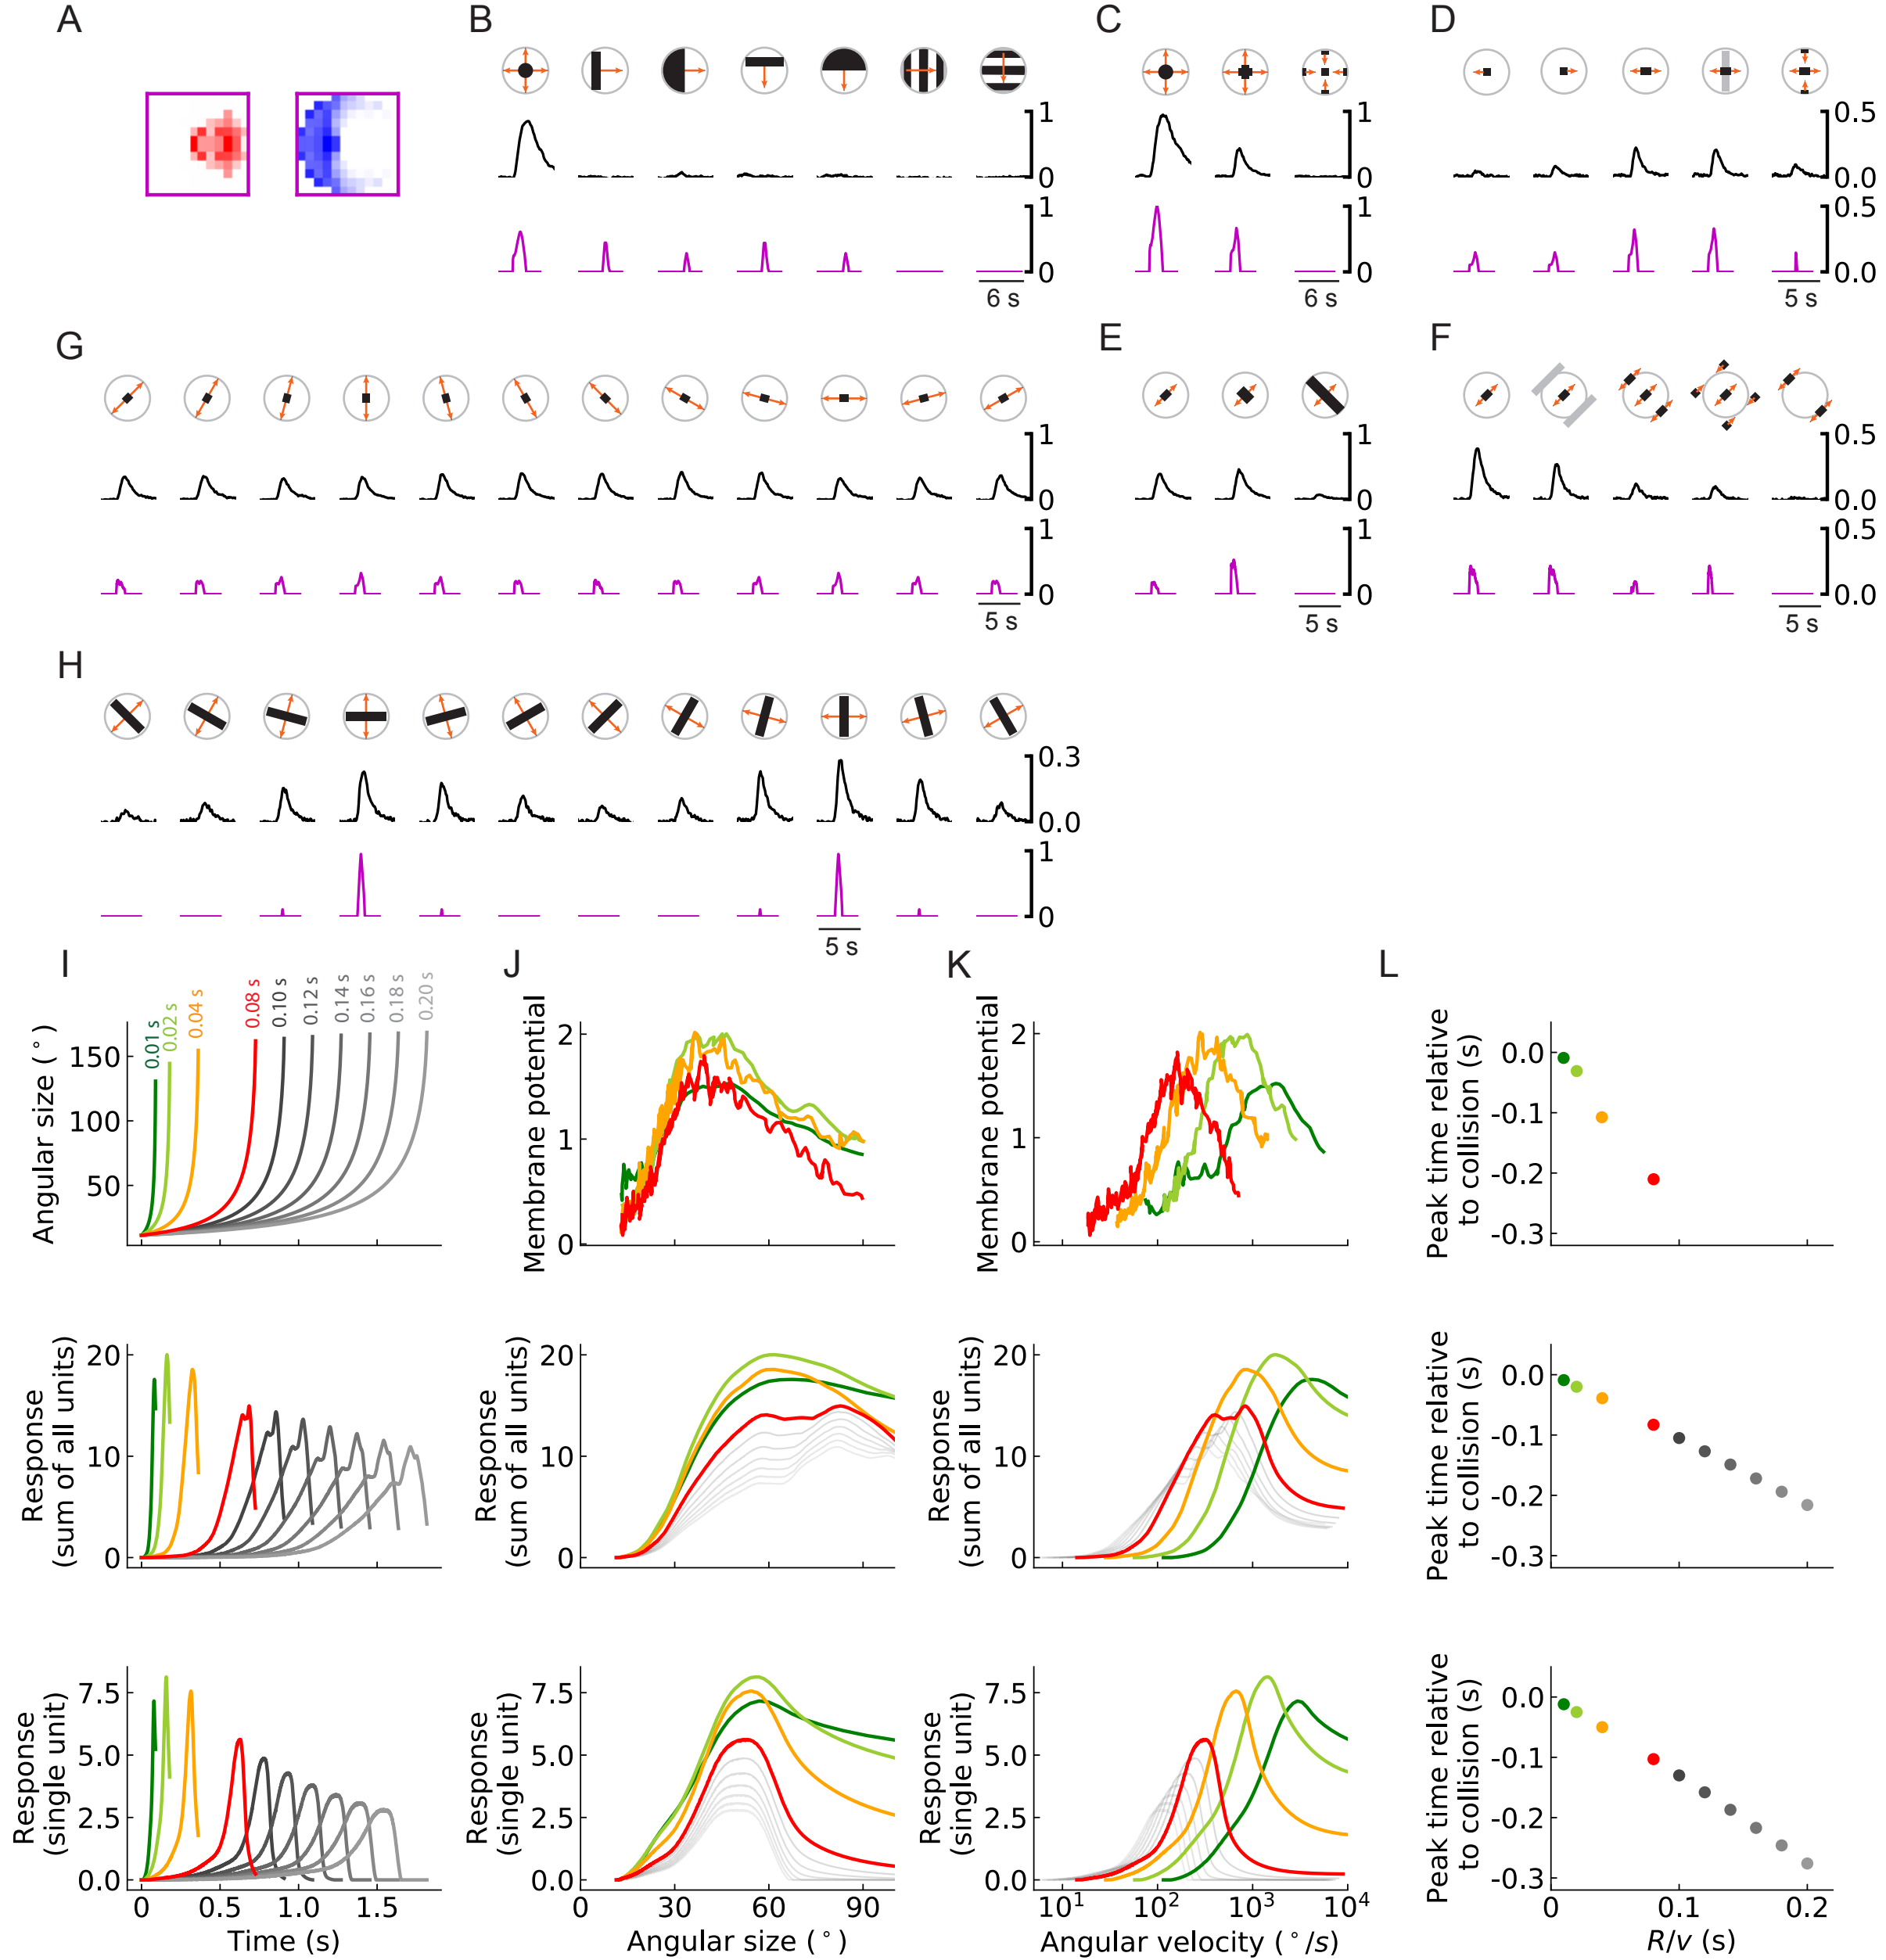 A
B
C
D
1
0
1
0
6 s
1
0
1
0
6 s
0.5
0.0
0.5
0.0
5 s
G
E
F
1
0
1
0
5 s
1
0
1
0
5 s
0.5
0.0
0.5
0.0
5 s
H
0.3
0.0
1
0
5 s
I
J
K
L
0.01 s
0.02 s
0.04 s
0.08 s
0.10 s
0.12 s
0.14 s
0.16 s
0.18 s
0.20 s
Angular size (°)
150
100
50
Membrane potential
2
1
0
Membrane potential
2
1
0
Peak time relative
to collision (s)
0.0
-0.1
-0.2
-0.3
Response
(sum of all units)
20
10
0
Response
(sum of all units)
20
10
0
Response
(sum of all units)
20
10
0
Peak time relative
to collision (s)
0.0
-0.1
-0.2
-0.3
Response
(single unit)
7.5
5.0
2.5
0.0
0 0.5 1.0 1.5
Time (s)
Response
(single unit)
7.5
5.0
2.5
0.0
0 30 60 90
Angular size (°)
Response
(single unit)
7.5
5.0
2.5
0.0
10¹ 10² 10³ 10⁴
Angular velocity (°/s)
Peak time relative
to collision (s)
0.0
-0.1
-0.2
-0.3
0 0.1 0.2
R/v (s)